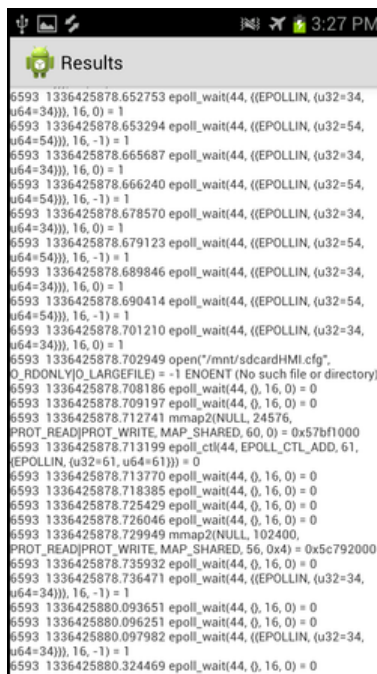 3:27 PM
Results
6593 1336425878.652753 epoll_wait(44, {{EPOLLIN, {u32=34,
u64=34}}}, 16, 0) = 1
6593 1336425878.653294 epoll_wait(44, {{EPOLLIN, {u32=54,
u64=54}}}, 16, -1) = 1
6593 1336425878.665687 epoll_wait(44, {{EPOLLIN, {u32=34,
u64=34}}}, 16, 0) = 1
6593 1336425878.666240 epoll_wait(44, {{EPOLLIN, {u32=54,
u64=54}}}, 16, -1) = 1
6593 1336425878.678570 epoll_wait(44, {{EPOLLIN, {u32=34,
u64=34}}}, 16, 0) = 1
6593 1336425878.679123 epoll_wait(44, {{EPOLLIN, {u32=54,
u64=54}}}, 16, -1) = 1
6593 1336425878.689846 epoll_wait(44, {{EPOLLIN, {u32=34,
u64=34}}}, 16, 0) = 1
6593 1336425878.690414 epoll_wait(44, {{EPOLLIN, {u32=54,
u64=54}}}, 16, -1) = 1
6593 1336425878.701210 epoll_wait(44, {{EPOLLIN, {u32=34,
u64=34}}}, 16, 0) = 1
6593 1336425878.702949 open("/mnt/sdcardHMI.cfg",
O_RDONLY|O_LARGEFILE) = -1 ENOENT (No such file or directory)
6593 1336425878.708186 epoll_wait(44, {}, 16, 0) = 0
6593 1336425878.709197 epoll_wait(44, {}, 16, 0) = 0
6593 1336425878.712741 mmap2(NULL, 24576,
PROT_READ|PROT_WRITE, MAP_SHARED, 60, 0) = 0x57bf1000
6593 1336425878.713199 epoll_ctl(44, EPOLL_CTL_ADD, 61,
{EPOLLIN, {u32=61, u64=61}}) = 0
6593 1336425878.713770 epoll_wait(44, {}, 16, 0) = 0
6593 1336425878.718385 epoll_wait(44, {}, 16, 0) = 0
6593 1336425878.725429 epoll_wait(44, {}, 16, 0) = 0
6593 1336425878.726046 epoll_wait(44, {}, 16, 0) = 0
6593 1336425878.729949 mmap2(NULL, 102400,
PROT_READ|PROT_WRITE, MAP_SHARED, 56, 0x4) = 0x5c792000
6593 1336425878.735932 epoll_wait(44, {}, 16, 0) = 0
6593 1336425878.736471 epoll_wait(44, {{EPOLLIN, {u32=34,
u64=34}}}, 16, -1) = 1
6593 1336425880.093651 epoll_wait(44, {}, 16, 0) = 0
6593 1336425880.096251 epoll_wait(44, {}, 16, 0) = 0
6593 1336425880.097982 epoll_wait(44, {{EPOLLIN, {u32=34,
u64=34}}}, 16, -1) = 1
6593 1336425880.324469 epoll_wait(44, {}, 16, 0) = 0